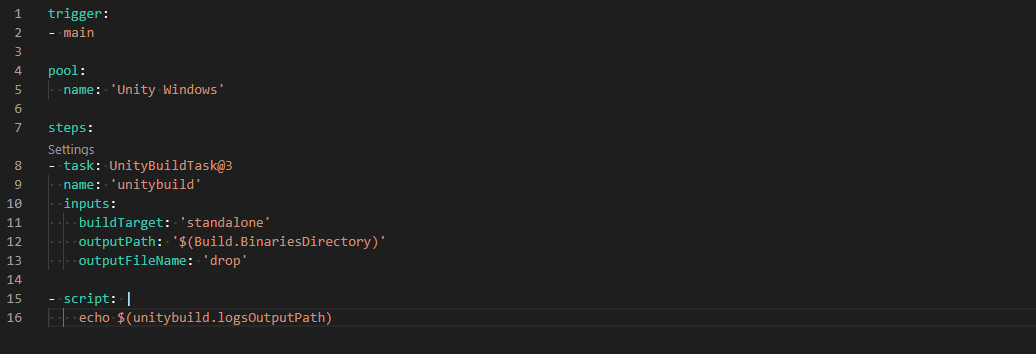 1 trigger:
2 - main
3
4 pool:
5   name: 'Unity Windows'
6
7 steps:
Settings
8 - task: UnityBuildTask@3
9   name: 'unitybuild'
10   inputs:
11     buildTarget: 'standalone'
12     outputPath: '$(Build.BinariesDirectory)'
13     outputFileName: 'drop'
14
15 - script: |
16     echo $(unitybuild.logsOutputPath)